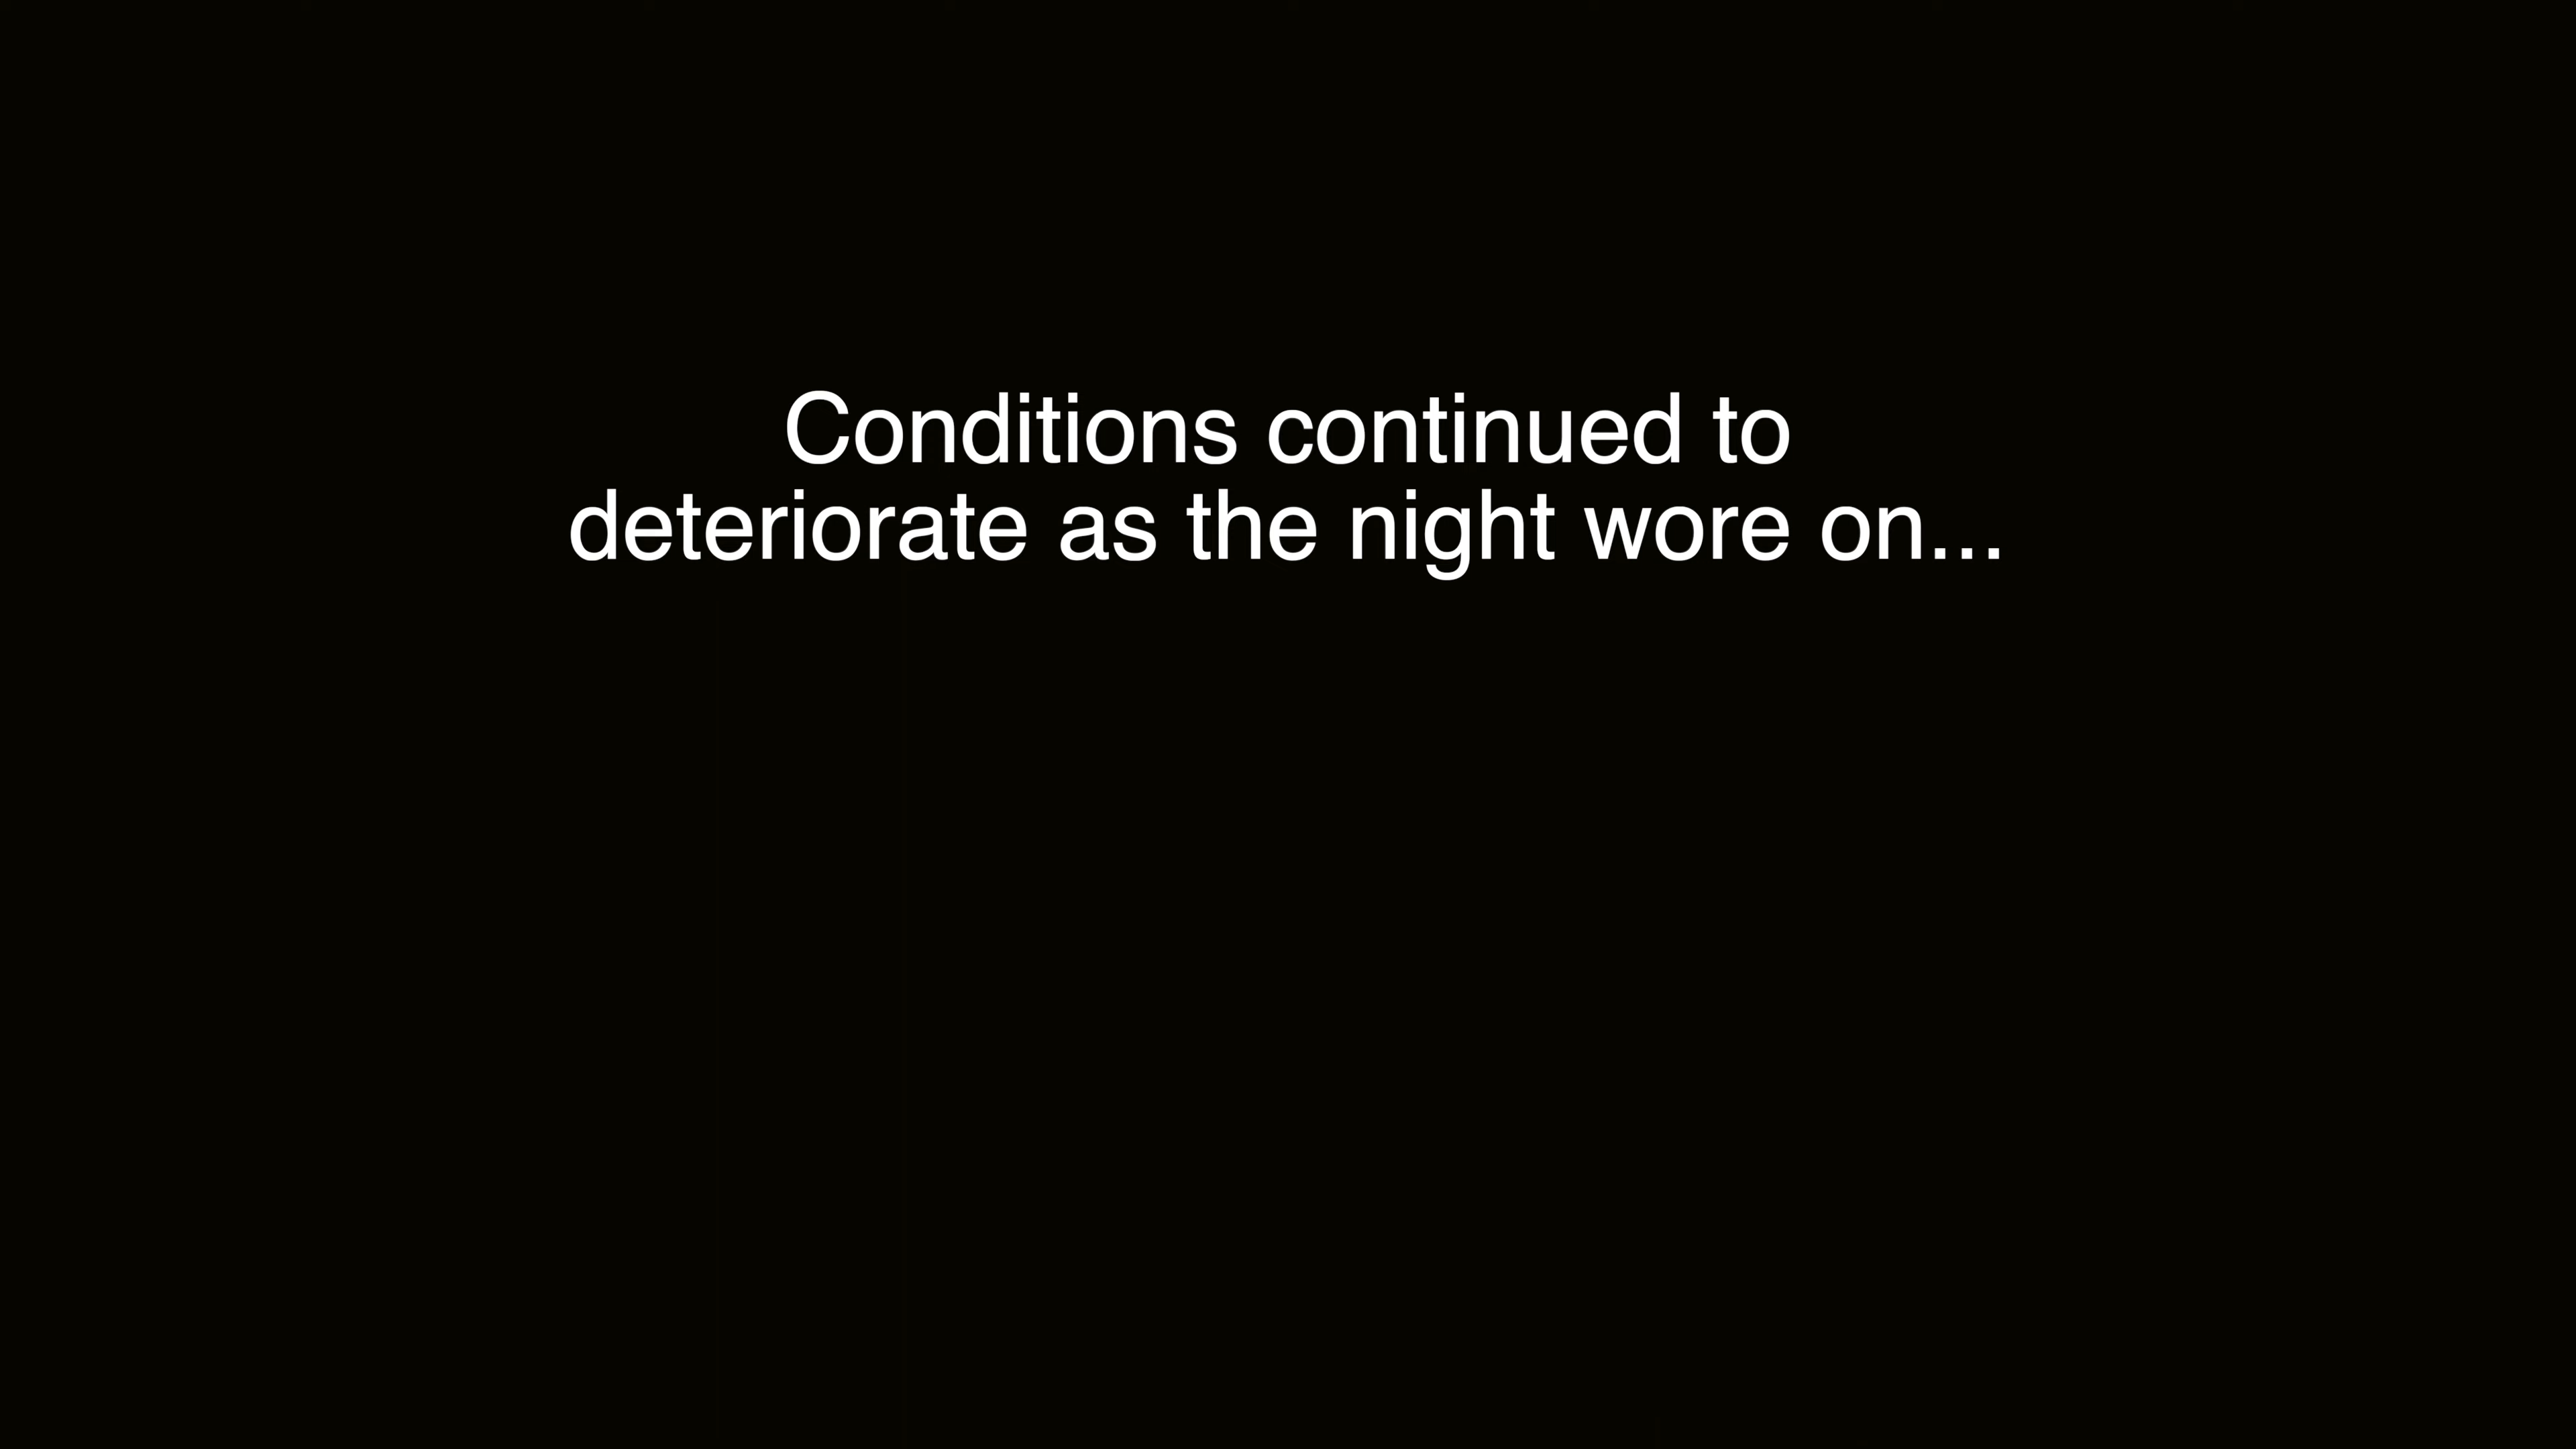 Conditions continued to
deteriorate as the night wore on...